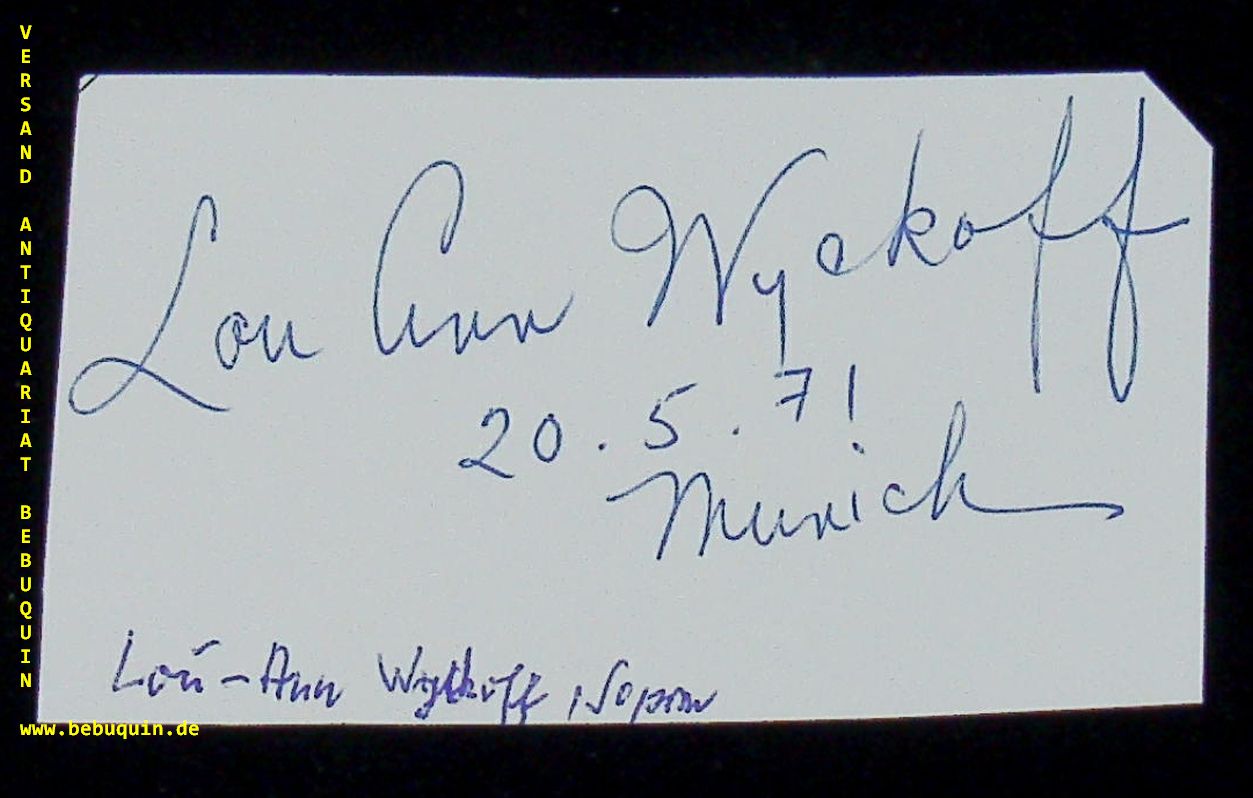 VERSAND ANTIQUARIAT BEBUQUIN
Lou Ann Wyckoff
20.5.71
Munich
Lou-Ann Wyckoff, Sopran
www.bebuquin.de